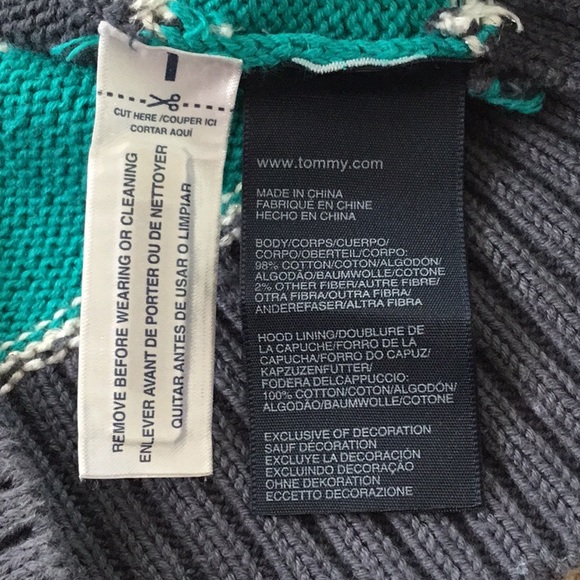 CUT HERE /COUPER ICI
CORTAR AQUÍ
REMOVE BEFORE WEARING OR CLEANING
ENLEVER AVANT DE PORTER OU DE NETTOYER
QUITAR ANTES DE USAR O LIMPIAR
www.tommy.com
MADE IN CHINA
FABRIQUÉ EN CHINE
HECHO EN CHINA
BODY/CORPS/CUERPO/
CORPO/OBERTEIL/CORPO:
98% COTTON/COTON/ALGODÓN/
ALGODÃO/BAUMWOLLE/COTONE
2% OTHER FIBER/AUTRE FIBRE/
OTRA FIBRA/OUTRA FIBRA/
ANDEREFASER/ALTRA FIBRA
HOOD LINING/DOUBLURE DE
LA CAPUCHE/FORRO DE LA
CAPUCHA/FORRO DO CAPUZ/
KAPZUZENFUTTER/
FODERA DELCAPPUCCIO:
100% COTTON/COTON/ALGODÓN/
ALGODÃO/BAUMWOLLE/COTONE
EXCLUSIVE OF DECORATION
SAUF DÉCORATION
EXCLUYE LA DECORACIÓN
EXCLUINDO DECORAÇÃO
OHNE DEKORATION
ECCETTO DECORAZIONE